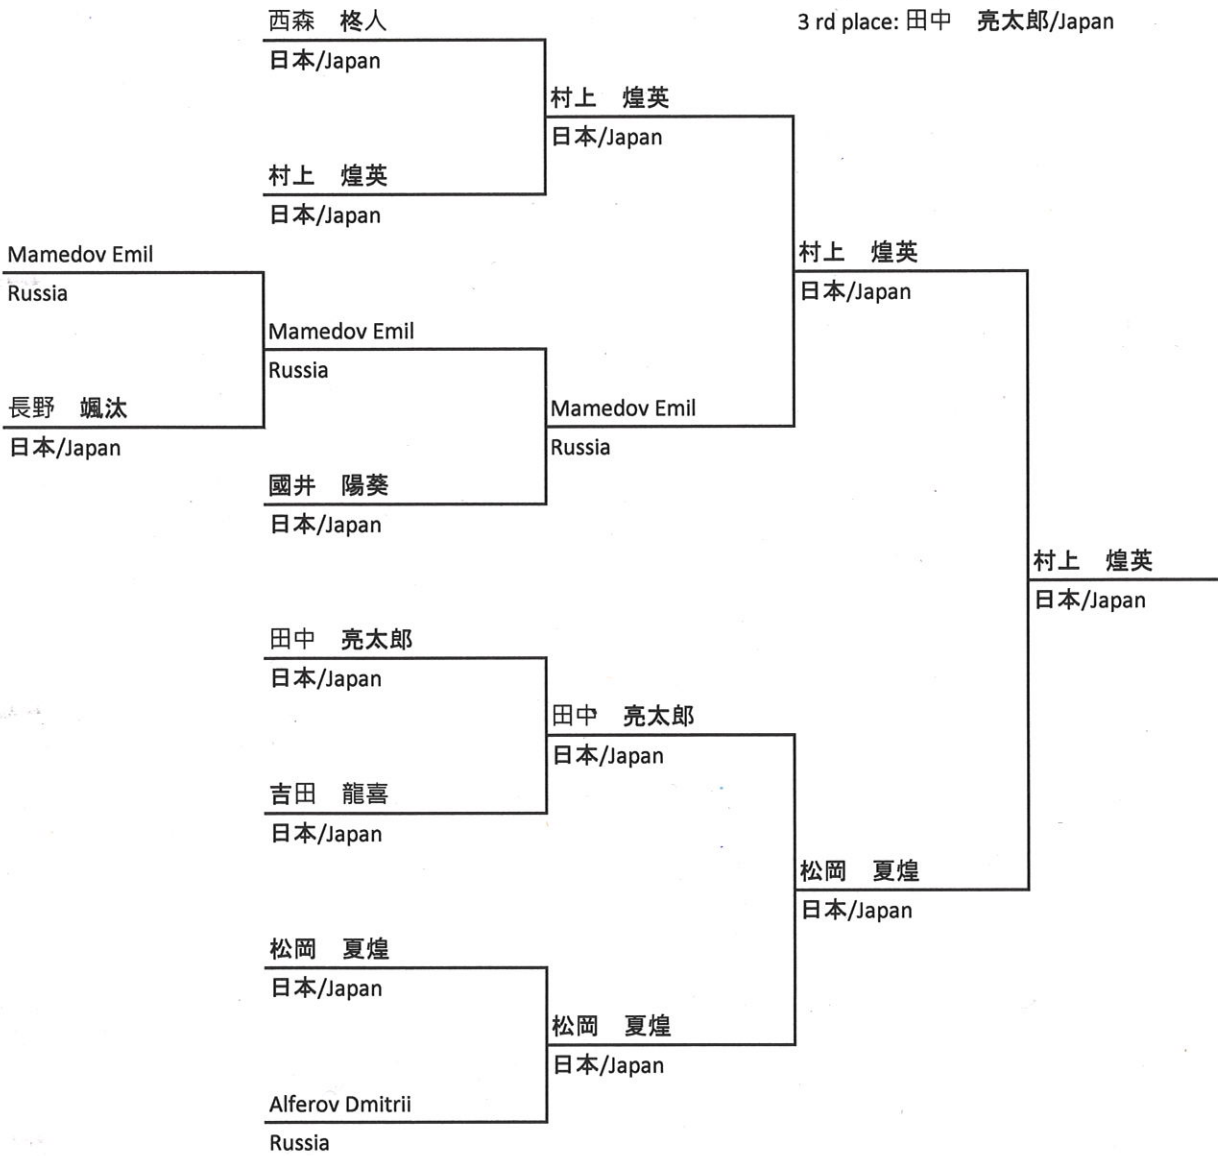 西森　柊人
日本/Japan
3 rd place: 田中　亮太郎/Japan
村上　煌英
日本/Japan
村上　煌英
日本/Japan
Mamedov Emil
Russia
村上　煌英
日本/Japan
Mamedov Emil
Russia
長野　颯汰
日本/Japan
Mamedov Emil
Russia
國井　陽葵
日本/Japan
村上　煌英
日本/Japan
田中　亮太郎
日本/Japan
田中　亮太郎
日本/Japan
吉田　龍喜
日本/Japan
松岡　夏煌
日本/Japan
松岡　夏煌
日本/Japan
松岡　夏煌
日本/Japan
Alferov Dmitrii
Russia